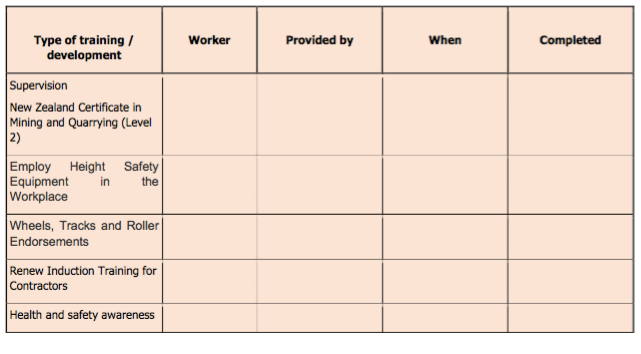 Type of training /
development
Worker
Provided by
When
Completed
Supervision
New Zealand Certificate in
Mining and Quarrying (Level
2)
Employ Height Safety
Equipment in the
Workplace
Wheels, Tracks and Roller
Endorsements
Renew Induction Training for
Contractors
Health and safety awareness